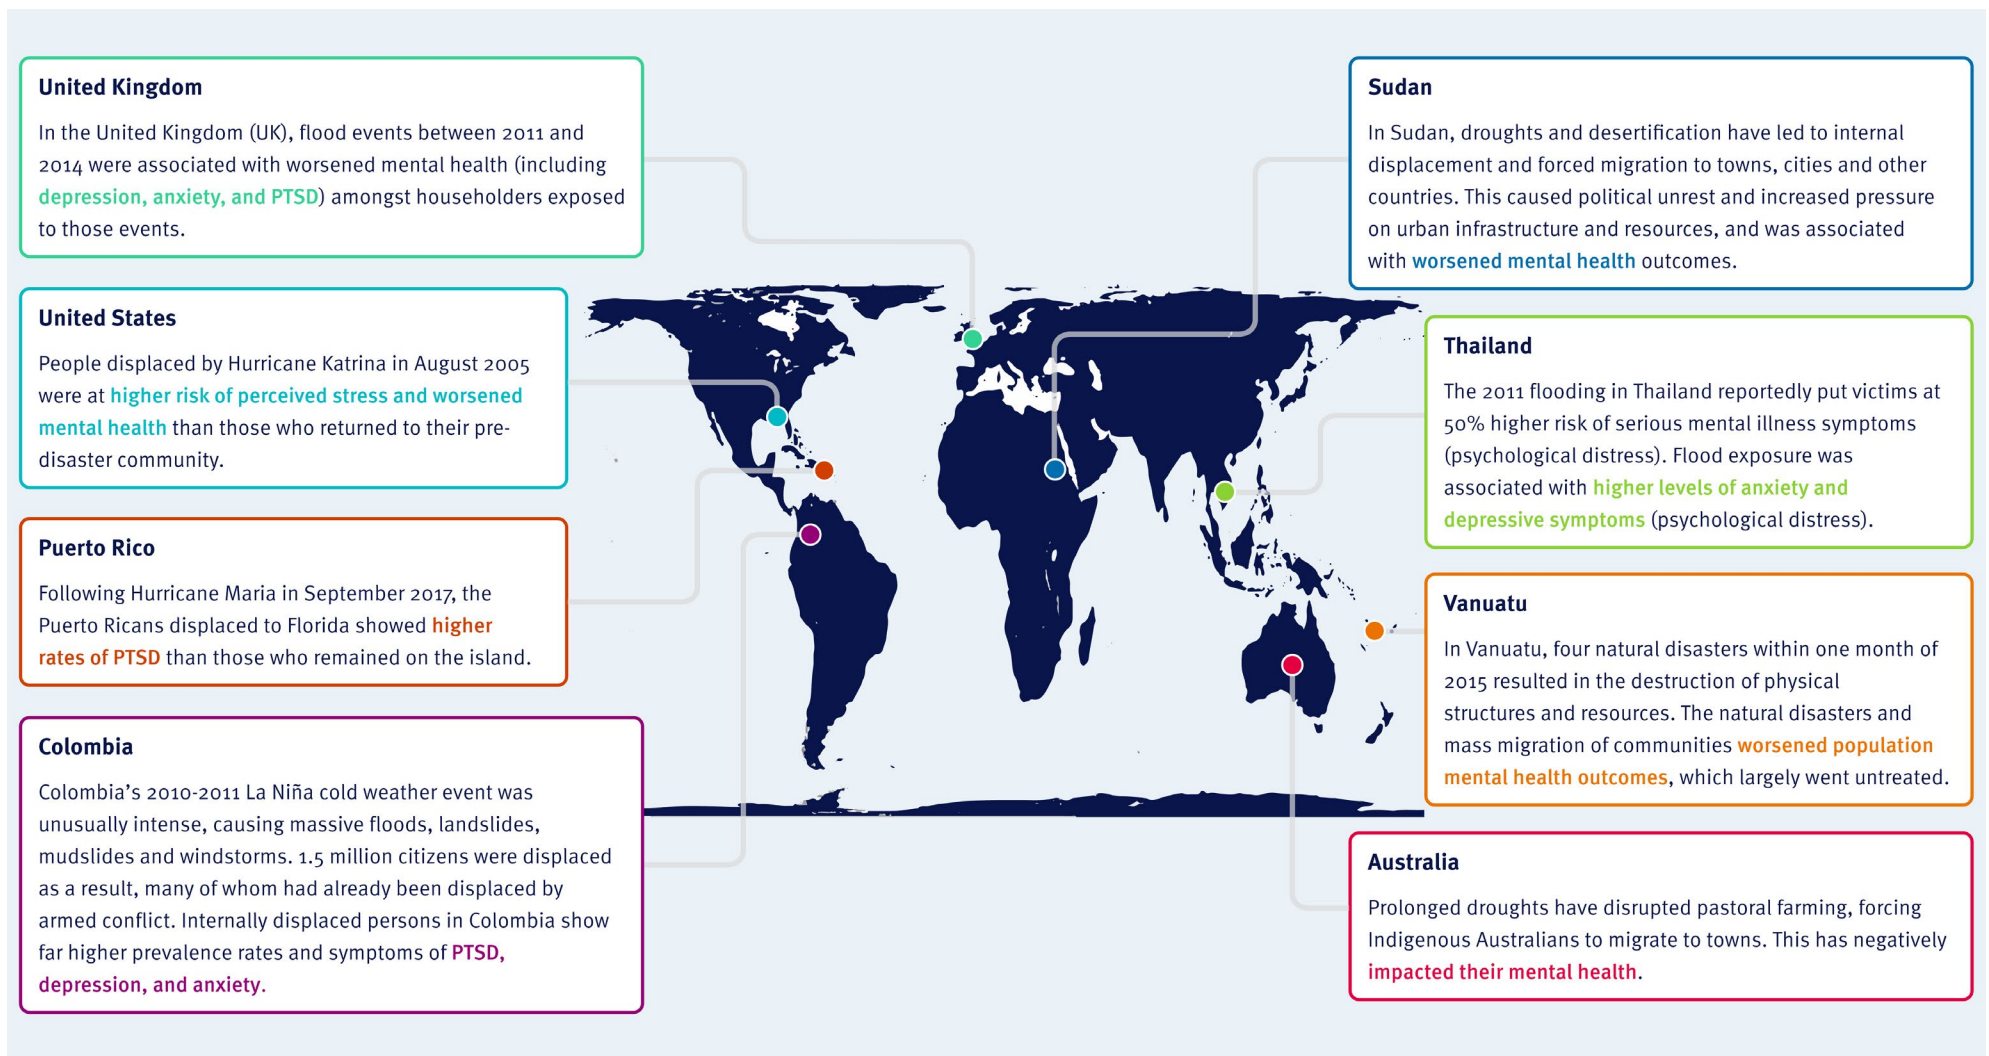 United Kingdom
In the United Kingdom (UK), flood events between 2011 and
2014 were associated with worsened mental health (including
depression, anxiety, and PTSD) amongst householders exposed
to those events.
United States
People displaced by Hurricane Katrina in August 2005
were at higher risk of perceived stress and worsened
mental health than those who returned to their pre-
disaster community.
Puerto Rico
Following Hurricane Maria in September 2017, the
Puerto Ricans displaced to Florida showed higher
rates of PTSD than those who remained on the island.
Colombia
Colombia’s 2010-2011 La Niña cold weather event was
unusually intense, causing massive floods, landslides,
mudslides and windstorms. 1.5 million citizens were displaced
as a result, many of whom had already been displaced by
armed conflict. Internally displaced persons in Colombia show
far higher prevalence rates and symptoms of PTSD,
depression, and anxiety.
Sudan
In Sudan, droughts and desertification have led to internal
displacement and forced migration to towns, cities and other
countries. This caused political unrest and increased pressure
on urban infrastructure and resources, and was associated
with worsened mental health outcomes.
Thailand
The 2011 flooding in Thailand reportedly put victims at
50% higher risk of serious mental illness symptoms
(psychological distress). Flood exposure was
associated with higher levels of anxiety and
depressive symptoms (psychological distress).
Vanuatu
In Vanuatu, four natural disasters within one month of
2015 resulted in the destruction of physical
structures and resources. The natural disasters and
mass migration of communities worsened population
mental health outcomes, which largely went untreated.
Australia
Prolonged droughts have disrupted pastoral farming, forcing
Indigenous Australians to migrate to towns. This has negatively
impacted their mental health.